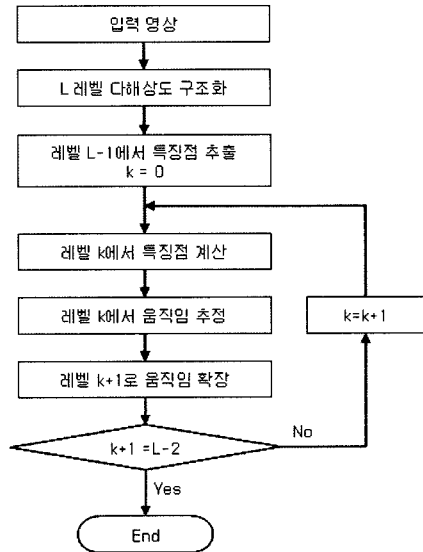 입력 영상
L 레벨 다해상도 구조화
레벨 L-1에서 특징점 추출
k = 0
레벨 k에서 특징점 계산
레벨 k에서 움직임 추정
k=k+1
레벨 k+1로 움직임 확장
k+1 =L-2
No
Yes
End